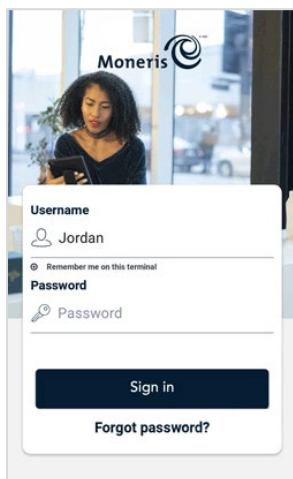 Moneris
Username
Jordan
Remember me on this terminal
Password
Password
Sign in
Forgot password?